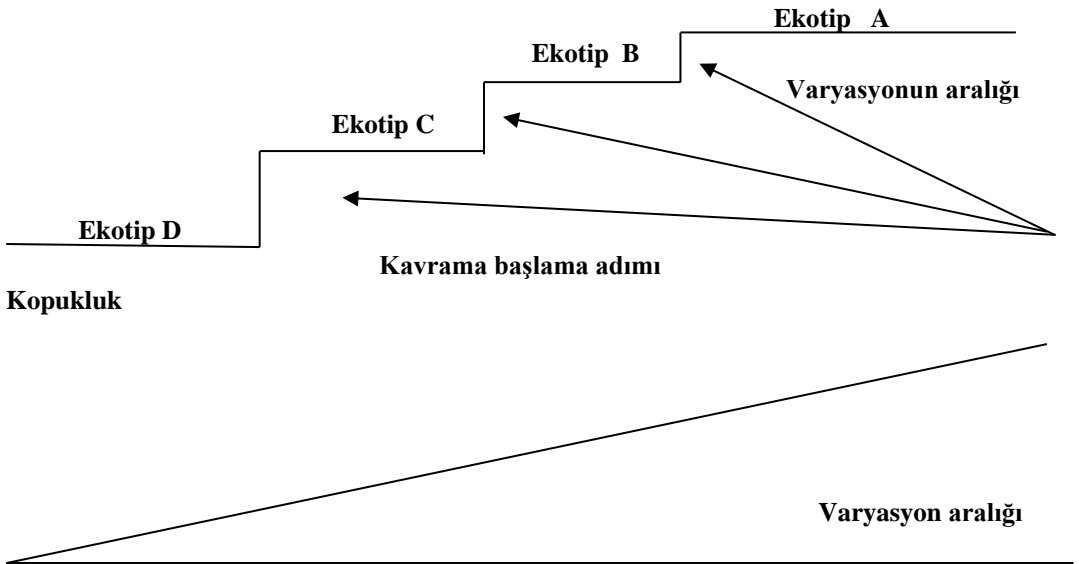 Ekotip A
Ekotip B
Varyasyonun aralığı
Ekotip C
Ekotip D
Kavrama başlama adımı
Kopukluk
Varyasyon aralığı